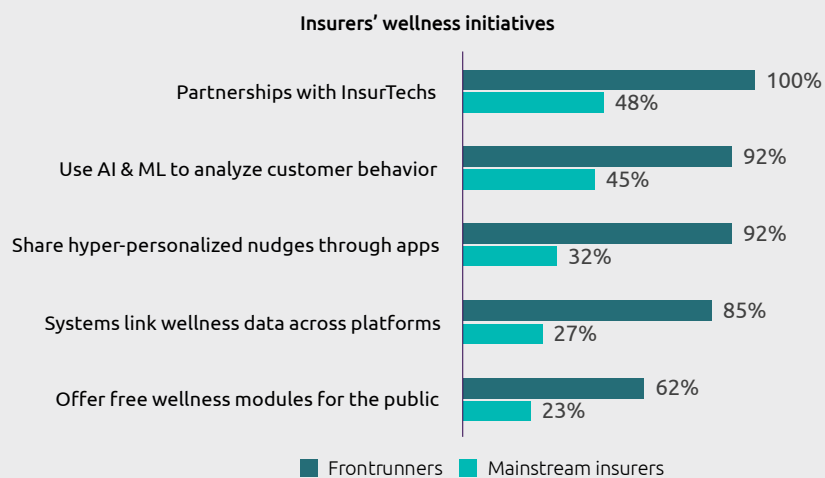 Insurers’ wellness initiatives
Partnerships with InsurTechs
100%
48%
Use AI & ML to analyze customer behavior
92%
45%
Share hyper-personalized nudges through apps
92%
32%
Systems link wellness data across platforms
85%
27%
Offer free wellness modules for the public
62%
23%
Frontrunners Mainstream insurers